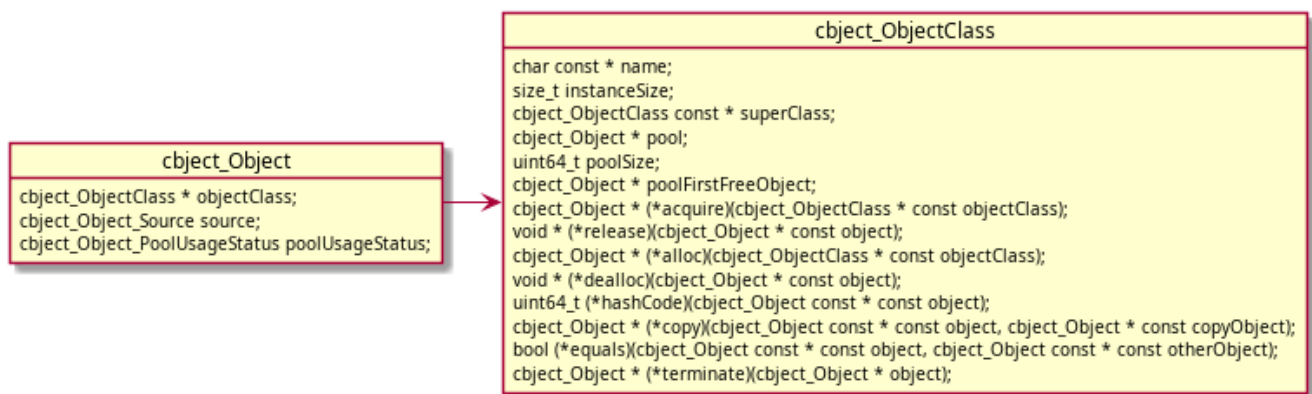 cbject_Object
cbject_ObjectClass * objectClass;
cbject_Object_Source source;
cbject_Object_PoolUsageStatus poolUsageStatus;
cbject_ObjectClass
char const * name;
size_t instanceSize;
cbject_ObjectClass const * superClass;
cbject_Object * pool;
uint64_t poolSize;
cbject_Object * poolFirstFreeObject;
cbject_Object * (*acquire)(cbject_ObjectClass * const objectClass);
void * (*release)(cbject_Object * const object);
cbject_Object * (*alloc)(cbject_ObjectClass * const objectClass);
void * (*dealloc)(cbject_Object * const object);
uint64_t (*hashCode)(cbject_Object const * const object);
cbject_Object * (*copy)(cbject_Object const * const object, cbject_Object * const copyObject);
bool (*equals)(cbject_Object const * const object, cbject_Object const * const otherObject);
cbject_Object * (*terminate)(cbject_Object * object);